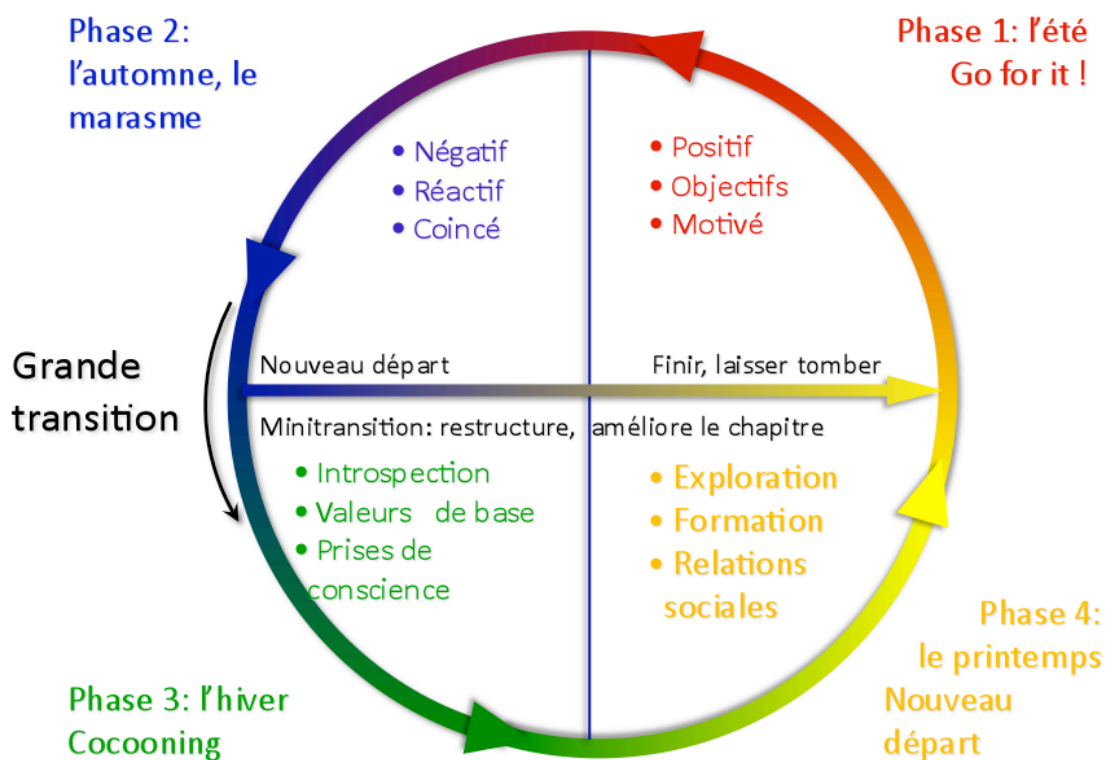 Phase 2:
l'automne, le
marasme
Phase 1: l'été
Go for it !
• Négatif
• Réactif
• Coincé
• Positif
• Objectifs
• Motivé
Grande
transition
Nouveau départ
Finir, laisser tomber
Minitransition: restructure, améliore le chapitre
• Introspection
• Valeurs de base
• Prises de
conscience
• Exploration
• Formation
• Relations
sociales
Phase 3: l'hiver
Cocooning
Phase 4:
le printemps
Nouveau
départ